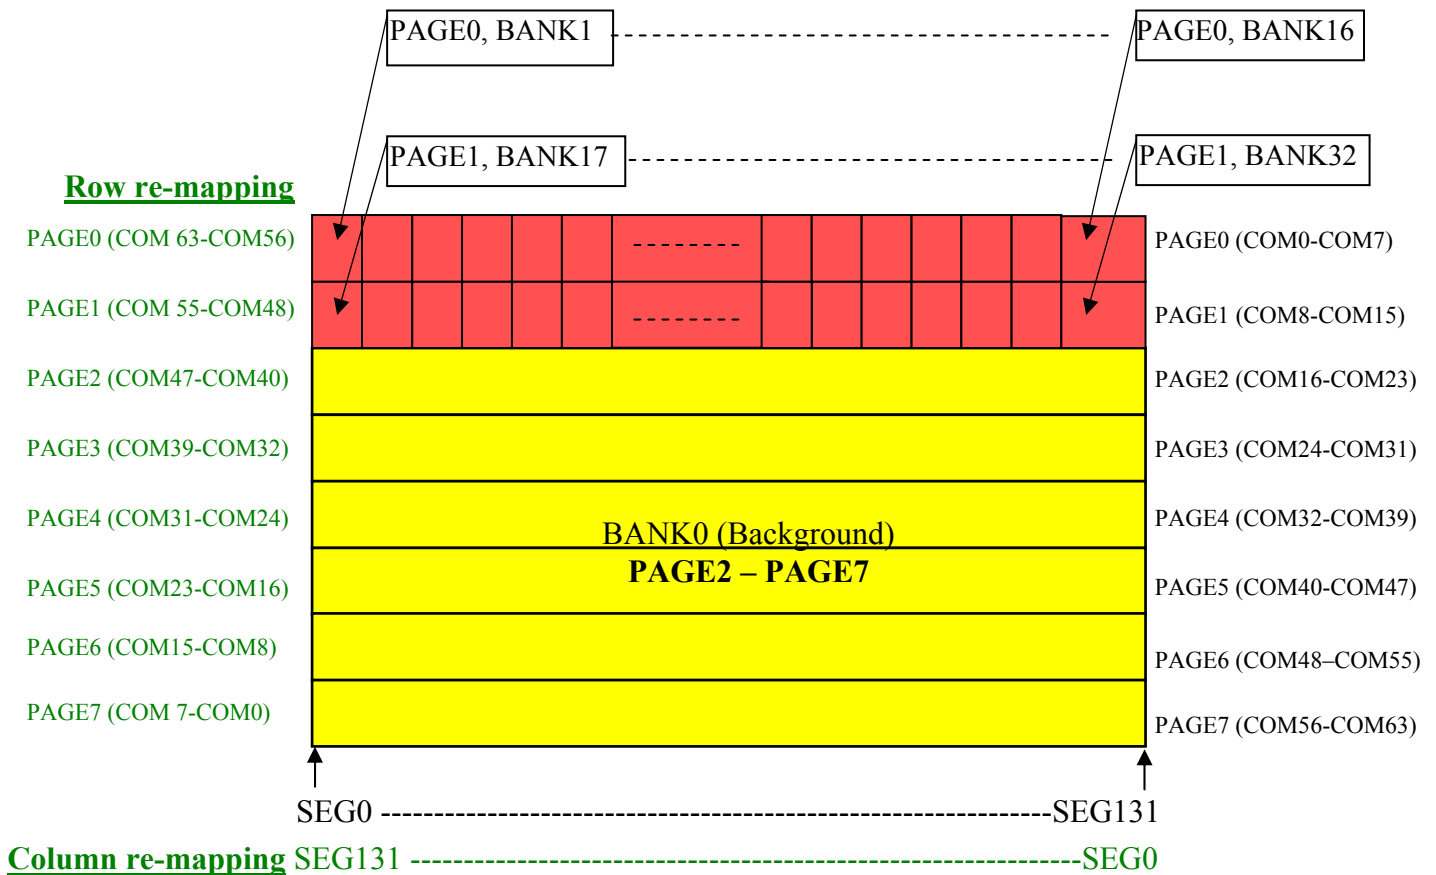 PAGE0, BANK1 PAGE0, BANK16
PAGE1, BANK17 PAGE1, BANK32
Row re-mapping
PAGE0 (COM 63-COM56) PAGE0 (COM0-COM7)
PAGE1 (COM 55-COM48) PAGE1 (COM8-COM15)
PAGE2 (COM47-COM40) PAGE2 (COM16-COM23)
PAGE3 (COM39-COM32) PAGE3 (COM24-COM31)
PAGE4 (COM31-COM24) PAGE4 (COM32-COM39)
BANK0 (Background)
PAGE2 – PAGE7
PAGE5 (COM23-COM16) PAGE5 (COM40-COM47)
PAGE6 (COM15-COM8) PAGE6 (COM48–COM55)
PAGE7 (COM 7-COM0) PAGE7 (COM56-COM63)
SEG0 ----------------------------------------------------------------SEG131
Column re-mapping SEG131 ----------------------------------------------------------------SEG0